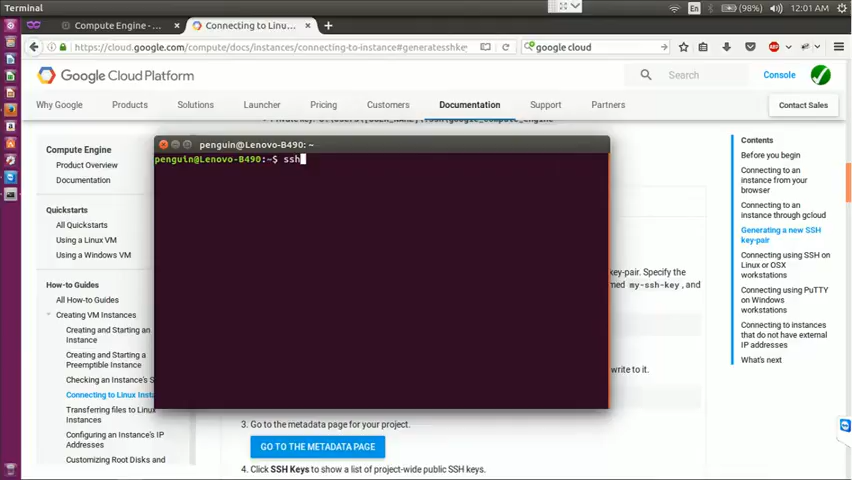 Terminal
En
(98%)
12:01 AM
Compute Engine - ...
Connecting to Linu...
https://cloud.google.com/compute/docs/instances/connecting-to-instance#generatesshke
google cloud
Google Cloud Platform
Search
Console
Why Google
Products
Solutions
Launcher
Pricing
Customers
Documentation
Support
Partners
Contact Sales
Compute Engine
Product Overview
Documentation
Quickstarts
All Quickstarts
Using a Linux VM
Using a Windows VM
How-to Guides
All How-to Guides
Creating VM Instances
Creating and Starting an
Instance
Creating and Starting a
Preemptible Instance
Checking an Instance's S
Connecting to Linux Insta
Transferring files to Linux
Instances
Configuring an Instance's IP
Addresses
Customizing Root Disks and
penguin@Lenovo-B490: ~
penguin@Lenovo-B490:~$ ssh
key-pair. Specify the
med my-ssh-key, and
write to it.
3. Go to the metadata page for your project.
GO TO THE METADATA PAGE
4. Click SSH Keys to show a list of project-wide public SSH keys.
Contents
Before you begin
Connecting to an
instance from your
browser
Connecting to an
instance through gcloud
Generating a new SSH
key-pair
Connecting using SSH on
Linux or OSX
workstations
Connecting using PuTTY
on Windows
workstations
Connecting to instances
that do not have external
IP addresses
What's next